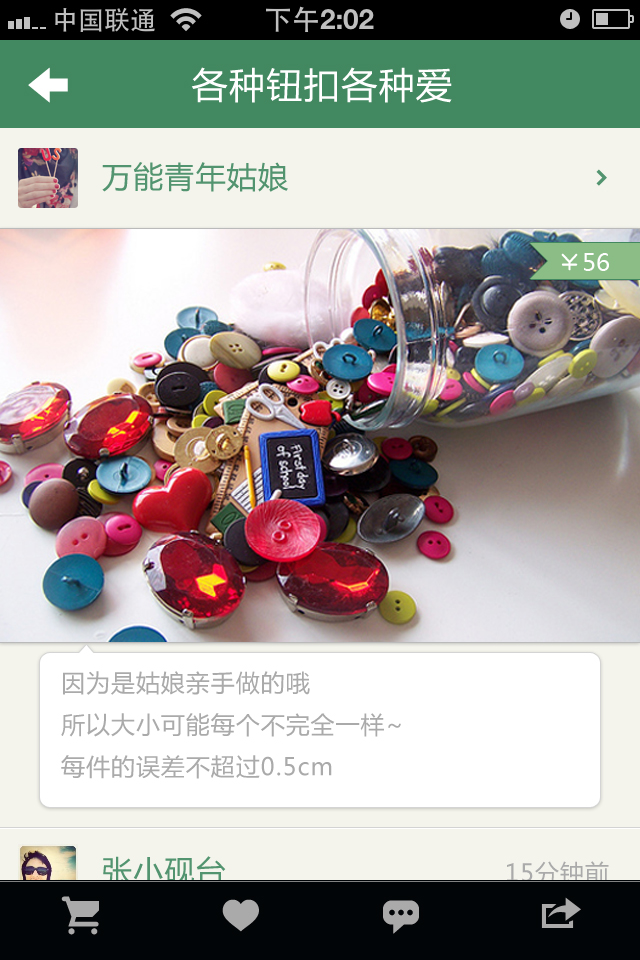 中国联通
下午2:02
各种钮扣各种爱
万能青年姑娘
￥56
First day
of school
因为是姑娘亲手做的哦
所以大小可能每个不完全一样~
每件的误差不超过0.5cm
张小砚台
15分钟前